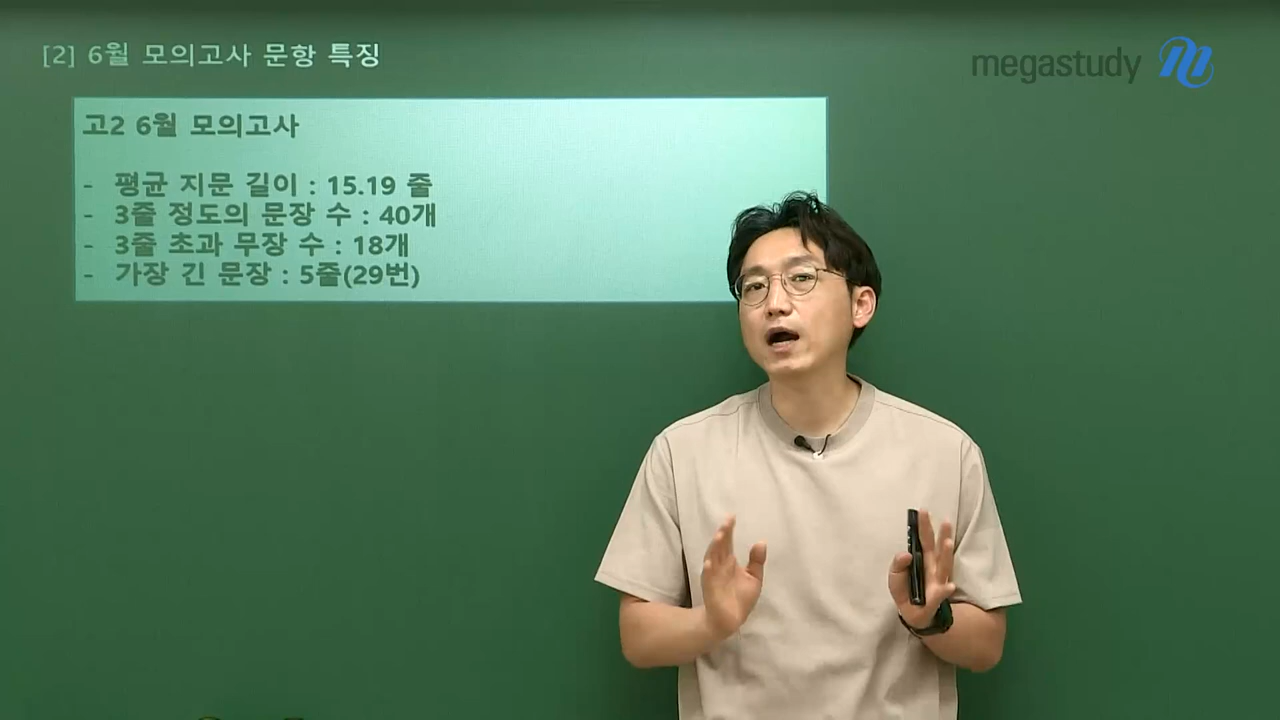 [2] 6월 모의고사 문항 특징
megastudy
고2 6월 모의고사
- 평균 지문 길이 : 15.19 줄
- 3줄 정도의 문장 수 : 40개
- 3줄 초과 무장 수 : 18개
- 가장 긴 문장 : 5줄(29번)